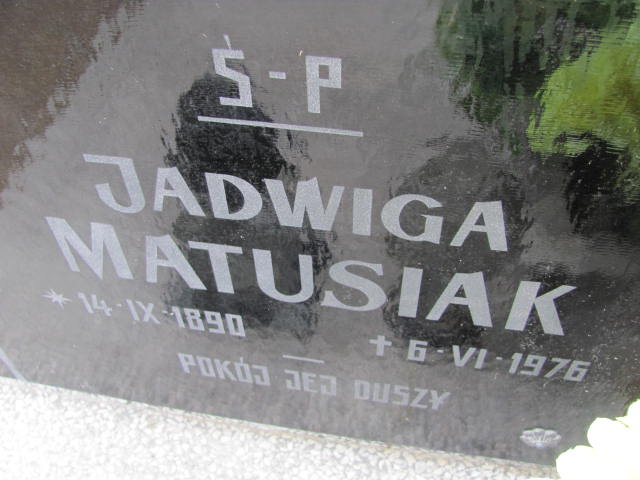 Ś-P
JADWIGA
MATUSIAK
* 14-IX-1890
✝ 6-VI-1976
POKÓJ JEJ DUSZY